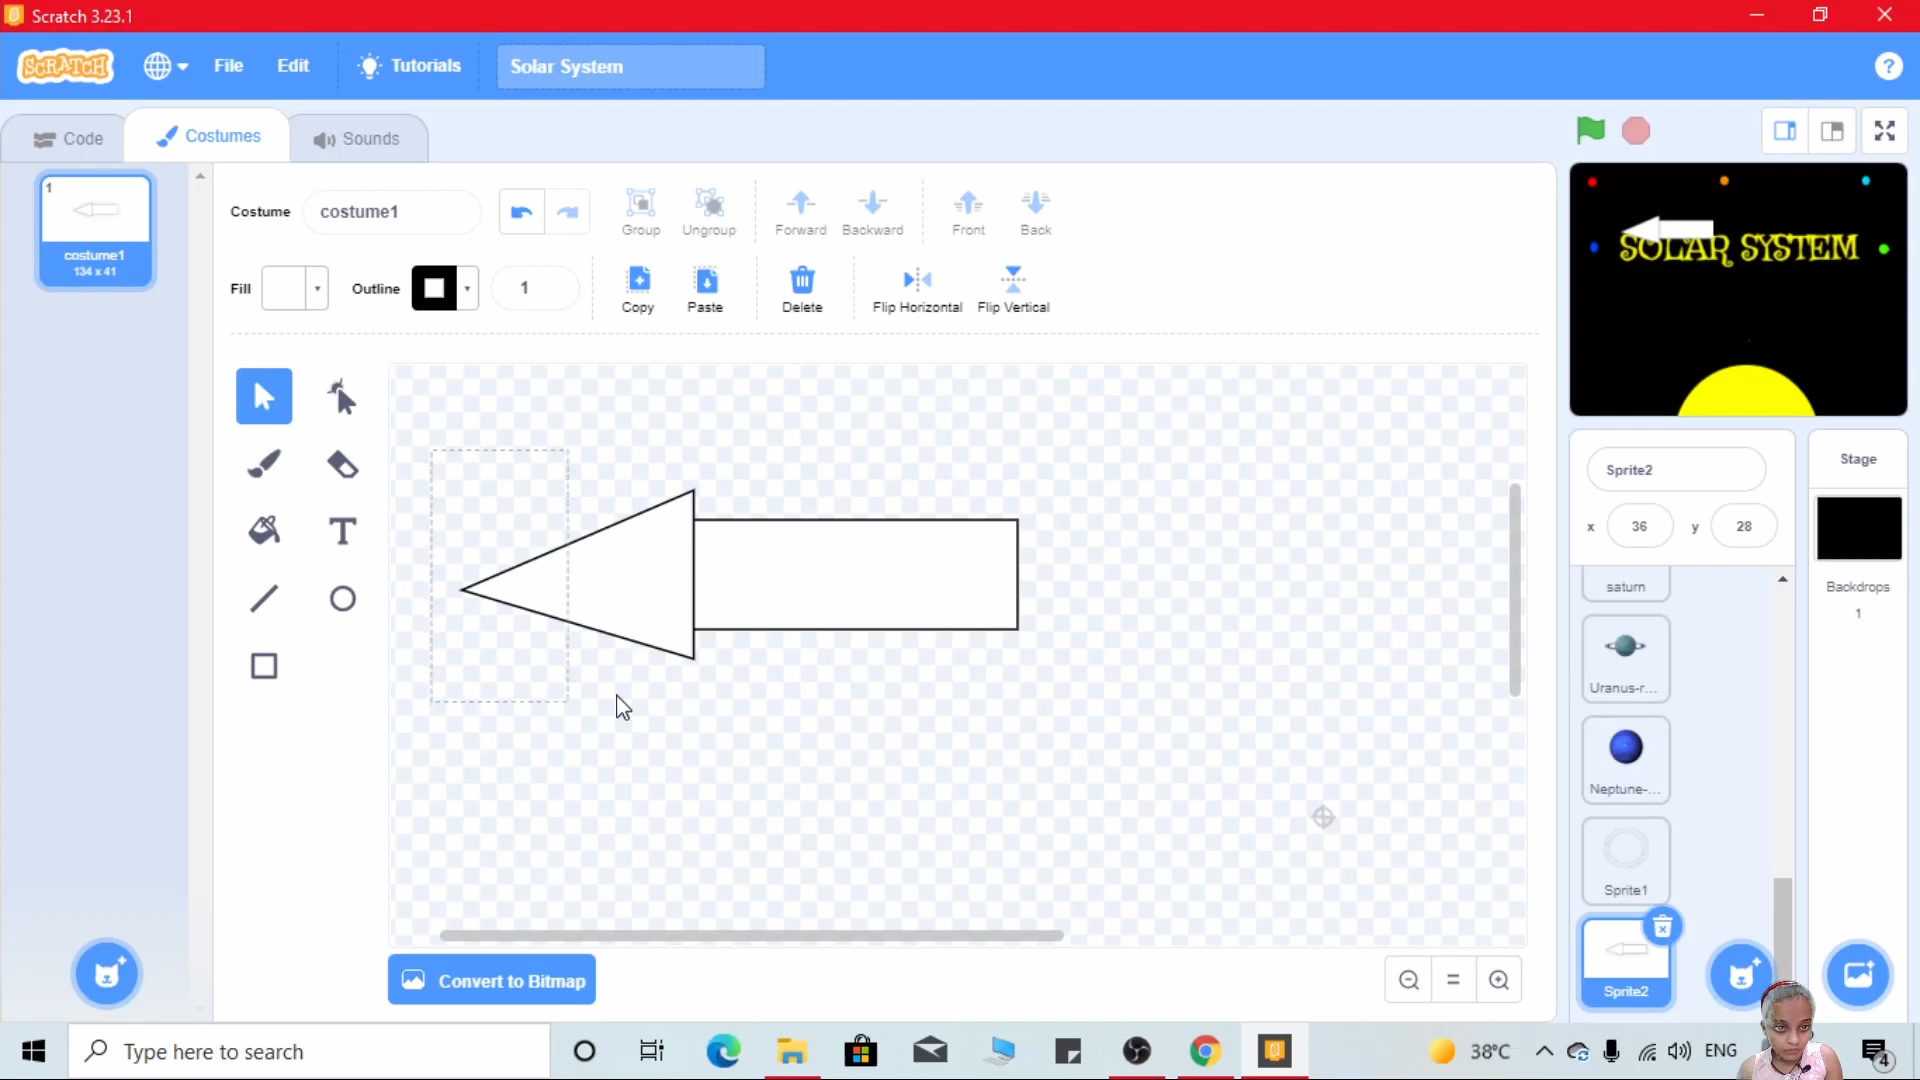 Scratch 3.23.1
SCRATCH
File
Edit
Tutorials
Solar System
?
Code
Costumes
Sounds
1
costume1
134 x 41
Costume
costume1
Group
Ungroup
Forward
Backward
Front
Back
Fill
Outline
1
Copy
Paste
Delete
Flip Horizontal
Flip Vertical
T
Convert to Bitmap
SOLAR SYSTEM
Sprite2
x
36
y
28
saturn
Uranus-r...
Neptune-...
Sprite1
Sprite2
Stage
Backdrops
1
Type here to search
38°C
ENG
4